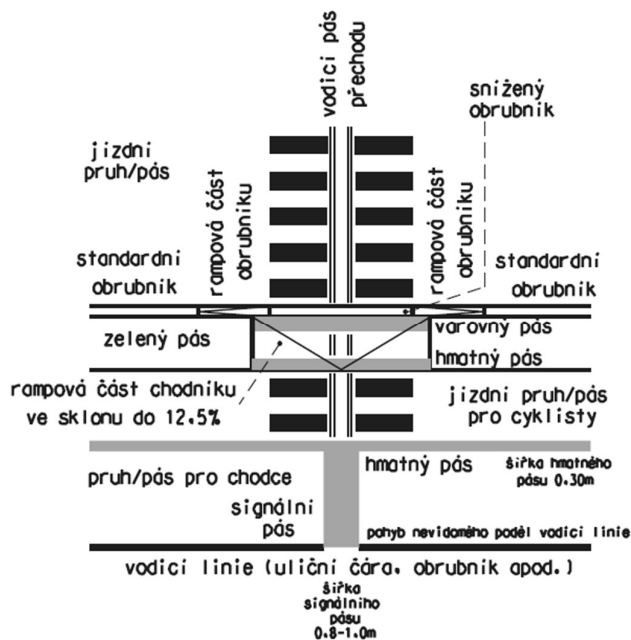 vodicí pás
přechodu
snížený
obrubník
jízdní
pruh/pás
rampová část
obrubníku
rampová část
obrubníku
standardní
obrubník
standardní
obrubník
zelený pás
varovný pás
hmatný pás
rampová část chodníku
ve sklonu do 12.5%
jízdní pruh/pás
pro cyklisty
pruh/pás pro chodce
hmatný pás
šířka hmatného
pásu 0.30m
signální
pás
pohyb nevidomého podél vodicí linie
vodicí linie (uliční čára. obrubník apod.)
šířka
signálního
pásu
0.8-1.0m